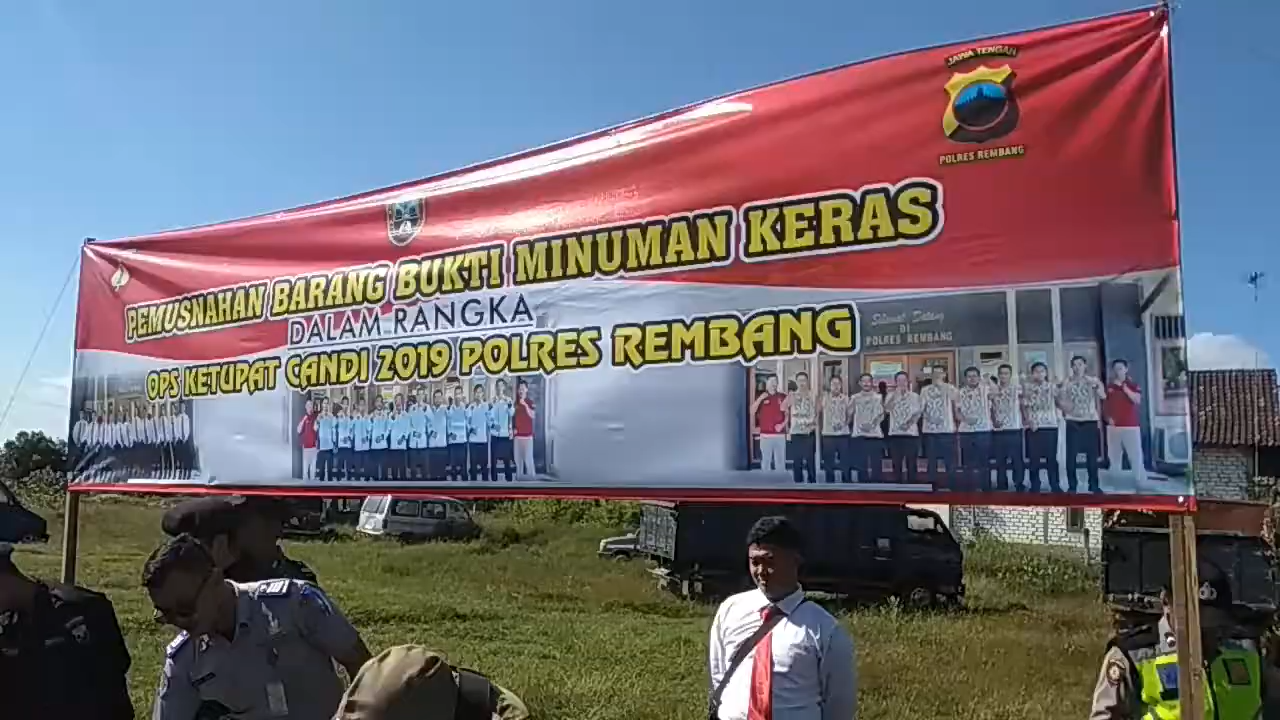 JAWA TENGAH
POLRES REMBANG
PEMUSNAHAN BARANG BUKTI MINUMAN KERAS
DALAM RANGKA
OPS KETUPAT CANDI 2019 POLRES REMBANG
Selamat Datang
DI
POLRES REMBANG